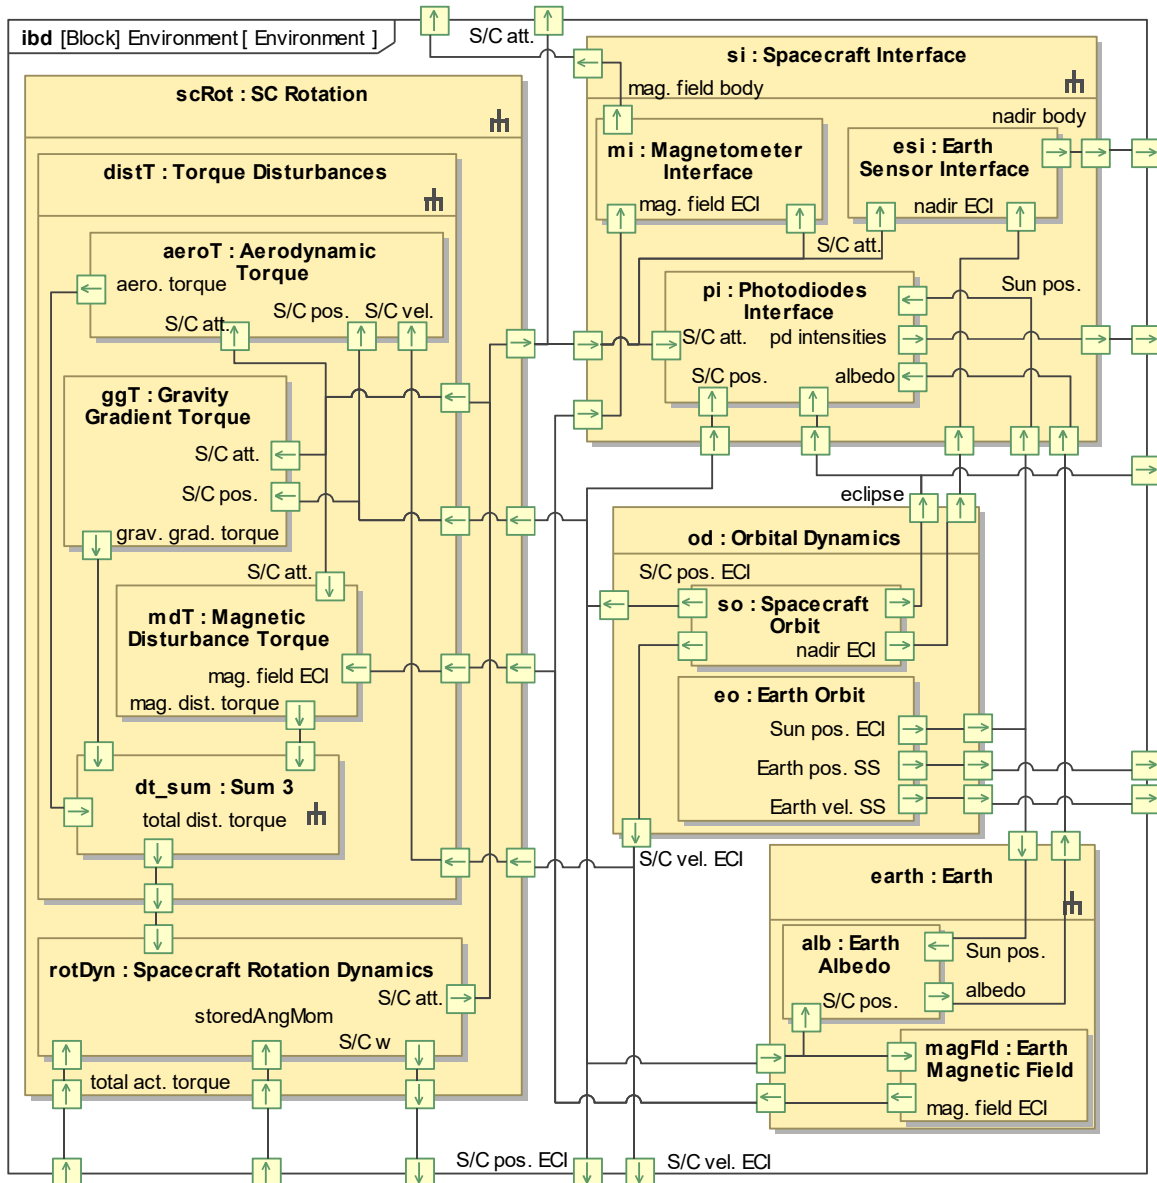 ibd [Block] Environment [ Environment ]
S/C att.
scRot : SC Rotation
distT : Torque Disturbances
aeroT : Aerodynamic
Torque
aero. torque
S/C att.
S/C pos.
S/C vel.
ggT : Gravity
Gradient Torque
S/C att.
S/C pos.
grav. grad. torque
S/C att.
mdT : Magnetic
Disturbance Torque
mag. field ECI
mag. dist. torque
dt_sum : Sum 3
total dist. torque
rotDyn : Spacecraft Rotation Dynamics
S/C att.
storedAngMom
S/C w
total act. torque
si : Spacecraft Interface
mag. field body
nadir body
mi : Magnetometer
Interface
mag. field ECI
esi : Earth
Sensor Interface
nadir ECI
S/C att.
pi : Photodiodes
Interface
Sun pos.
S/C att.
pd intensities
S/C pos.
albedo
eclipse
od : Orbital Dynamics
S/C pos. ECI
so : Spacecraft
Orbit
nadir ECI
eo : Earth Orbit
Sun pos. ECI
Earth pos. SS
Earth vel. SS
S/C vel. ECI
earth : Earth
alb : Earth
Albedo
Sun pos.
S/C pos.
albedo
magFld : Earth
Magnetic Field
mag. field ECI
S/C pos. ECI
S/C vel. ECI